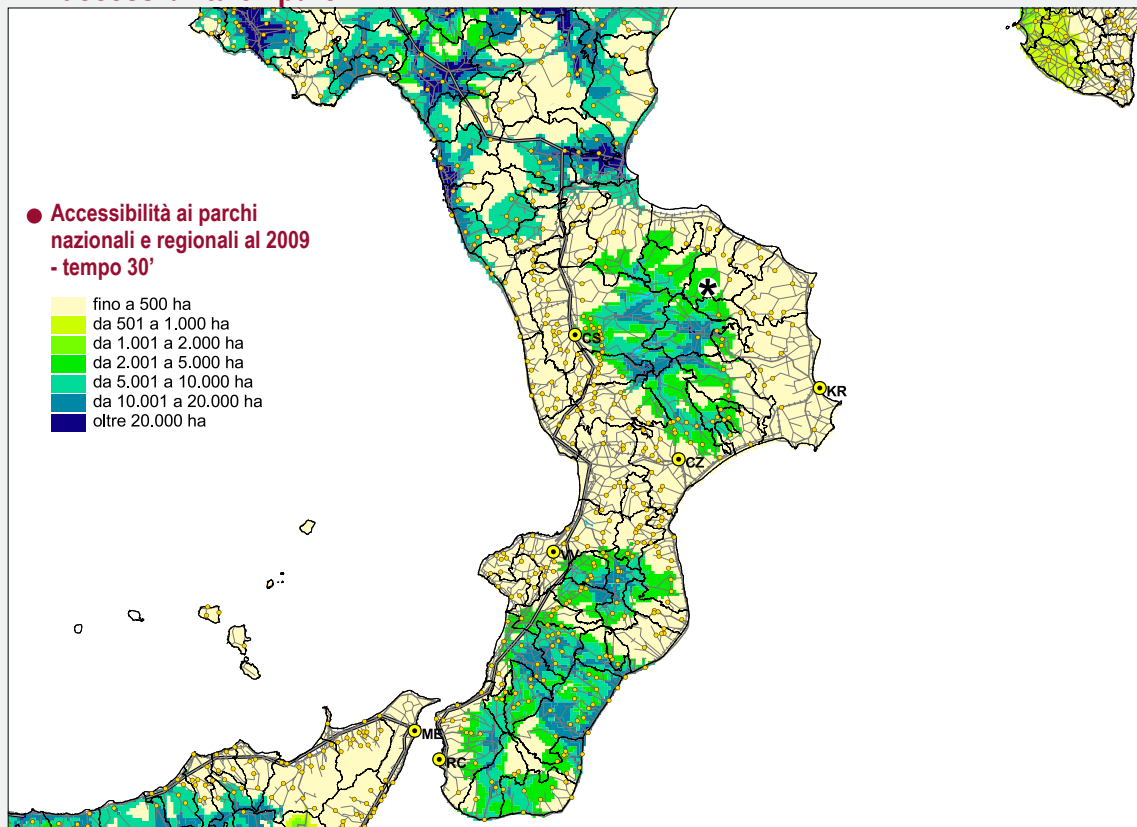 Accessibilità ai parchi
nazionali e regionali al 2009
- tempo 30’
fino a 500 ha
da 501 a 1.000 ha
da 1.001 a 2.000 ha
da 2.001 a 5.000 ha
da 5.001 a 10.000 ha
da 10.001 a 20.000 ha
oltre 20.000 ha
*
CS
KR
CZ
VV
ME
RC